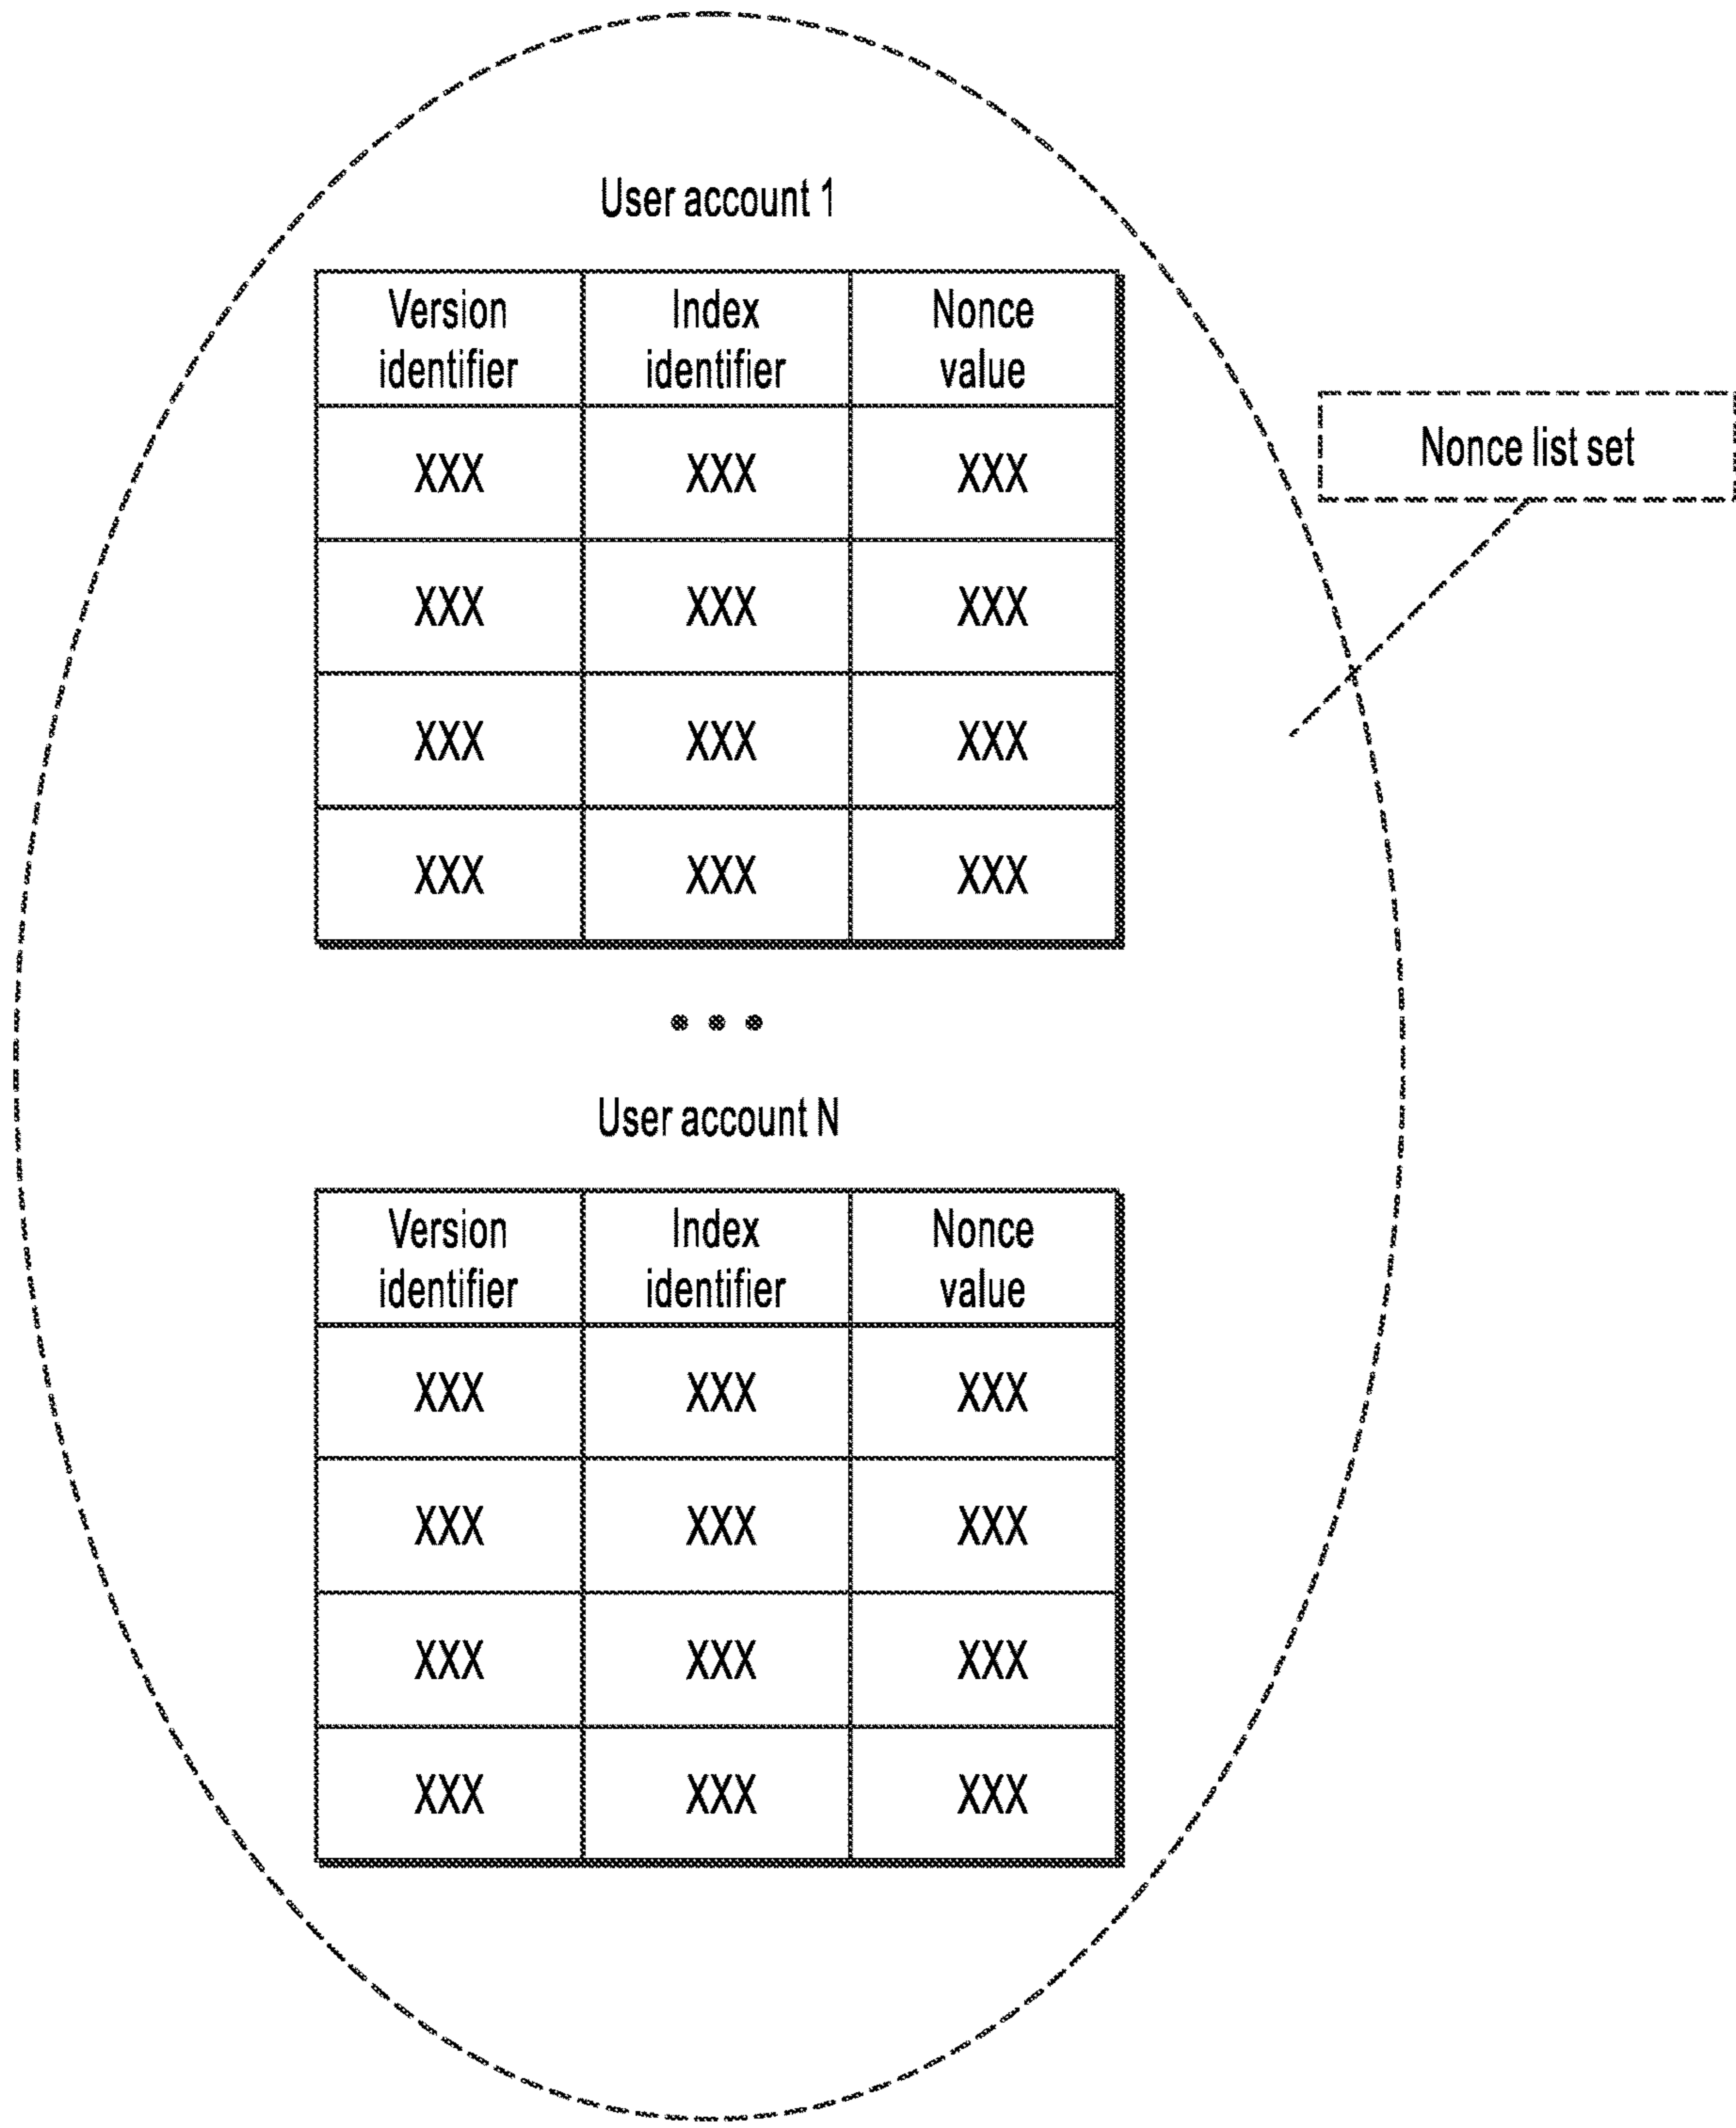 User account 1
Version identifier Index identifier Nonce value
XXX XXX XXX
XXX XXX XXX
XXX XXX XXX
XXX XXX XXX
Nonce list set
•••
User account N
Version identifier Index identifier Nonce value
XXX XXX XXX
XXX XXX XXX
XXX XXX XXX
XXX XXX XXX